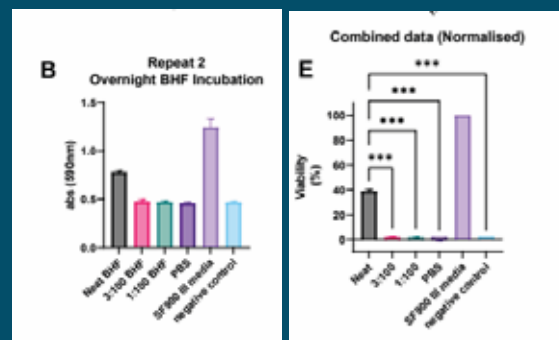 B
Repeat 2
Overnight BHF Incubation
abs (590nm)
1.5
1.0
0.5
0.0
Neat BHF
3:100 BHF
1:100 BHF
PBS
SF900 III media
negative control
E
Combined data (Normalised)
***
***
***
***
Viability
(%)
100
80
60
40
20
0
Neat
3:100
1:100
PBS
SF900 III media
negative control